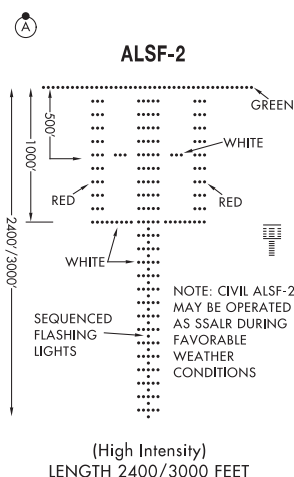 A
ALSF-2
GREEN
500'
WHITE
1000'
RED
RED
WHITE
2400'/3000'
SEQUENCED
FLASHING
LIGHTS
NOTE: CIVIL ALSF-2
MAY BE OPERATED
AS SSALR DURING
FAVORABLE
WEATHER
CONDITIONS
(High Intensity)
LENGTH 2400/3000 FEET